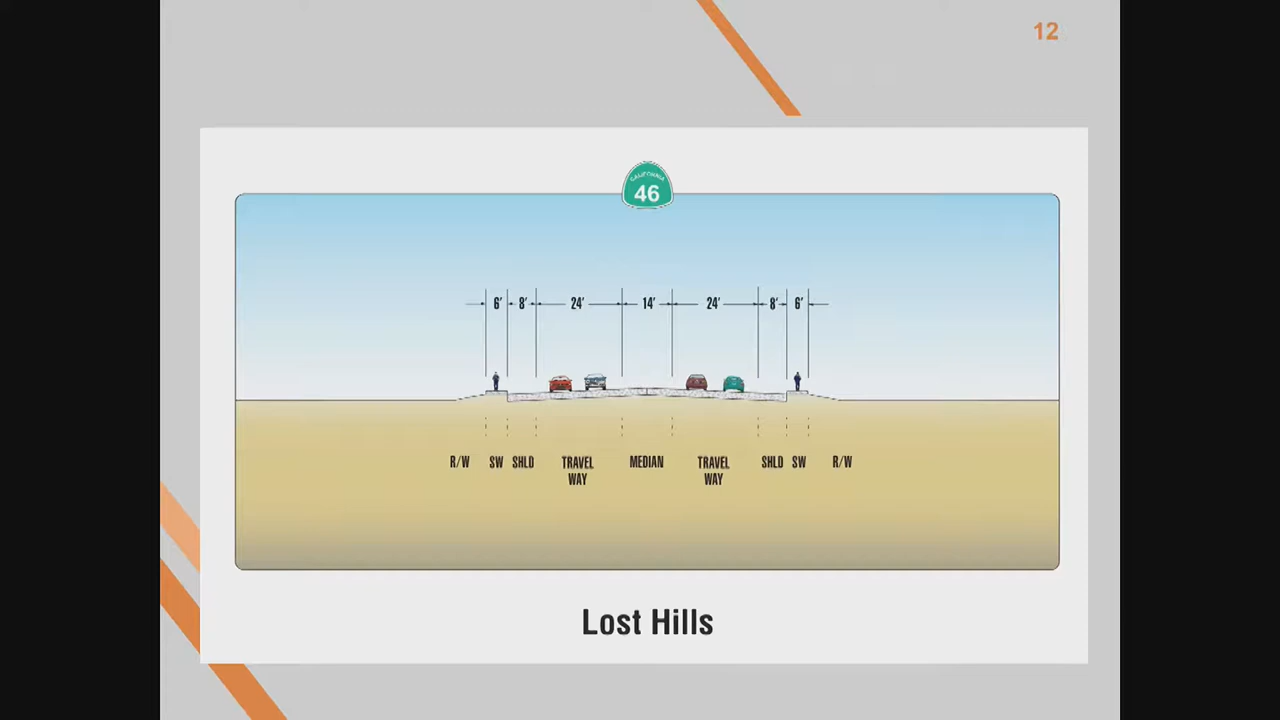 12
CALIFORNIA
46
6' 8' 24' 14' 24' 8' 6'
R/W SW SHLD TRAVEL WAY MEDIAN TRAVEL WAY SHLD SW R/W
Lost Hills